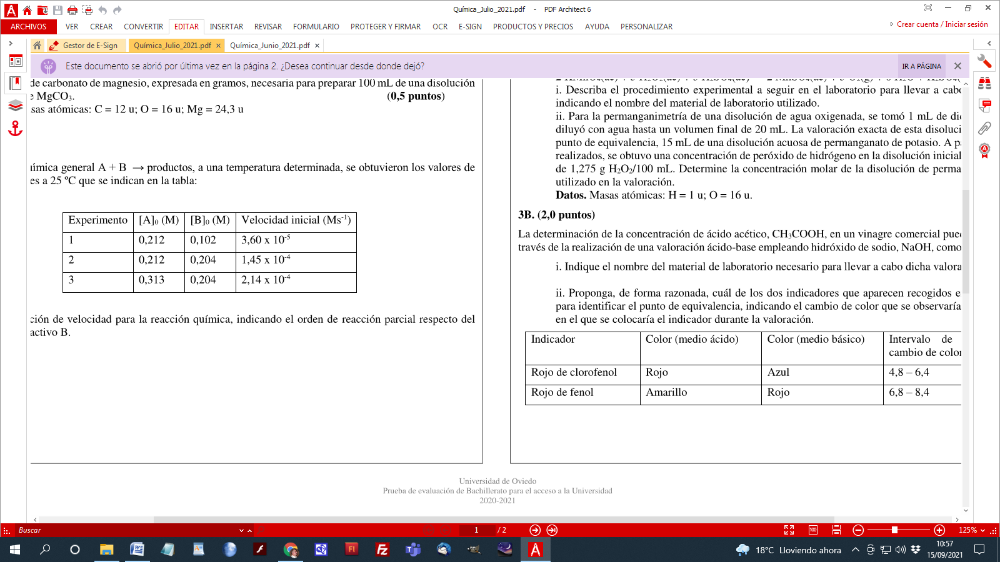 Química_Julio_2021.pdf - PDF Architect 6
ARCHIVOS VER CREAR CONVERTIR EDITAR INSERTAR REVISAR FORMULARIO PROTEGER Y FIRMAR OCR E-SIGN PRODUCTOS Y PRECIOS AYUDA PERSONALIZAR Crear cuenta / Iniciar sesión
Gestor de E-Sign Química_Julio_2021.pdf × Química_Junio_2021.pdf ×
Este documento se abrió por última vez en la página 2. ¿Desea continuar desde donde dejó? IR A PÁGINA
de carbonato de magnesio, expresada en gramos, necesaria para preparar 100 mL de una disolución
e MgCO₃. (0,5 puntos)
sas atómicas: C = 12 u; O = 16 u; Mg = 24,3 u
uímica general A + B → productos, a una temperatura determinada, se obtuvieron los valores de
es a 25 ºC que se indican en la tabla:
Experimento [A]₀ (M) [B]₀ (M) Velocidad inicial (Ms⁻¹)
1 0,212 0,102 3,60 x 10⁻⁵
2 0,212 0,204 1,45 x 10⁻⁴
3 0,313 0,204 2,14 x 10⁻⁴
ción de velocidad para la reacción química, indicando el orden de reacción parcial respecto del
activo B.
i. Describa el procedimiento experimental a seguir en el laboratorio para llevar a cabo
indicando el nombre del material de laboratorio utilizado.
ii. Para la permanganimetría de una disolución de agua oxigenada, se tomó 1 mL de dic
diluyó con agua hasta un volumen final de 20 mL. La valoración exacta de esta disoluci
punto de equivalencia, 15 mL de una disolución acuosa de permanganato de potasio. A pa
realizados, se obtuvo una concentración de peróxido de hidrógeno en la disolución inicial
de 1,275 g H₂O₂/100 mL. Determine la concentración molar de la disolución de perma
utilizado en la valoración.
Datos. Masas atómicas: H = 1 u; O = 16 u.
3B. (2,0 puntos)
La determinación de la concentración de ácido acético, CH₃COOH, en un vinagre comercial pued
través de la realización de una valoración ácido-base empleando hidróxido de sodio, NaOH, como
i. Indique el nombre del material de laboratorio necesario para llevar a cabo dicha valora
ii. Proponga, de forma razonada, cuál de los dos indicadores que aparecen recogidos e
para identificar el punto de equivalencia, indicando el cambio de color que se observaría
en el que se colocaría el indicador durante la valoración.
Indicador Color (medio ácido) Color (medio básico) Intervalo de
cambio de color
Rojo de clorofenol Rojo Azul 4,8 – 6,4
Rojo de fenol Amarillo Rojo 6,8 – 8,4
Universidad de Oviedo
Prueba de evaluación de Bachillerato para el acceso a la Universidad
2020-2021
Buscar 1 / 2 100 125%
18°C Lloviendo ahora 10:57
15/09/2021